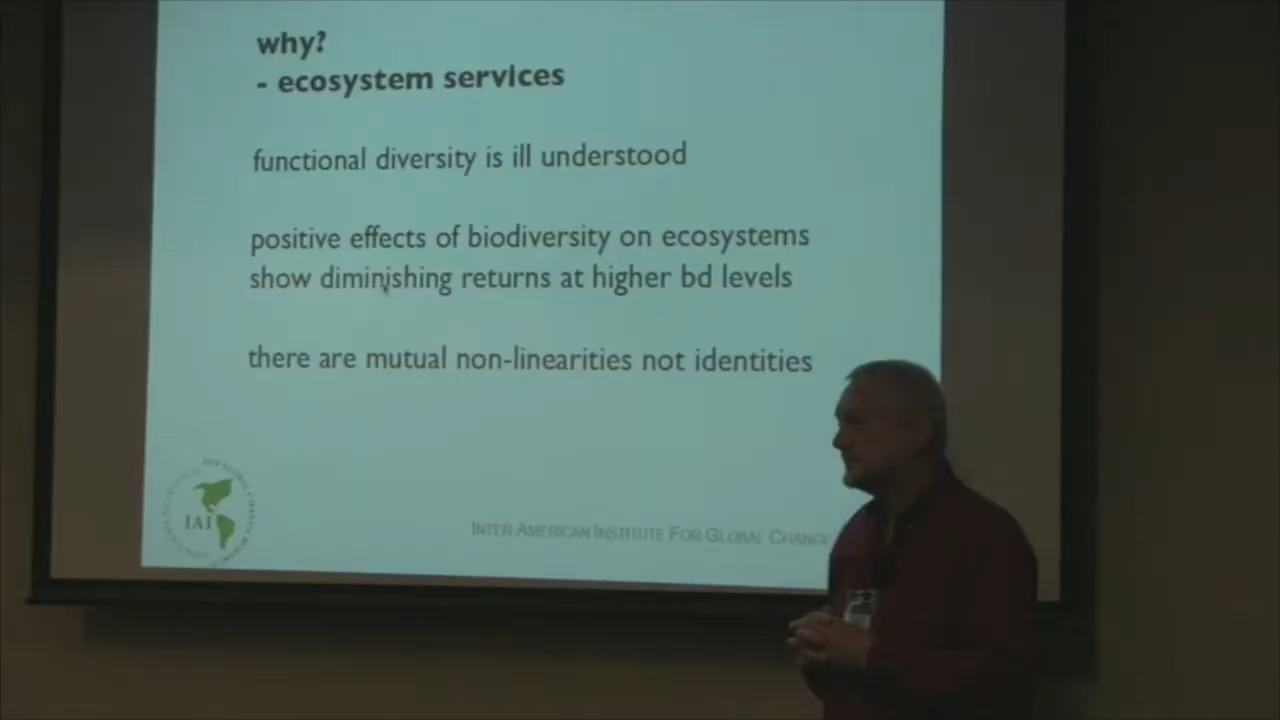 why?
- ecosystem services
functional diversity is ill understood
positive effects of biodiversity on ecosystems
show diminishing returns at higher bd levels
there are mutual non-linearities not identities
IAI
INTER AMERICAN INSTITUTE FOR GLOBAL CHANGE